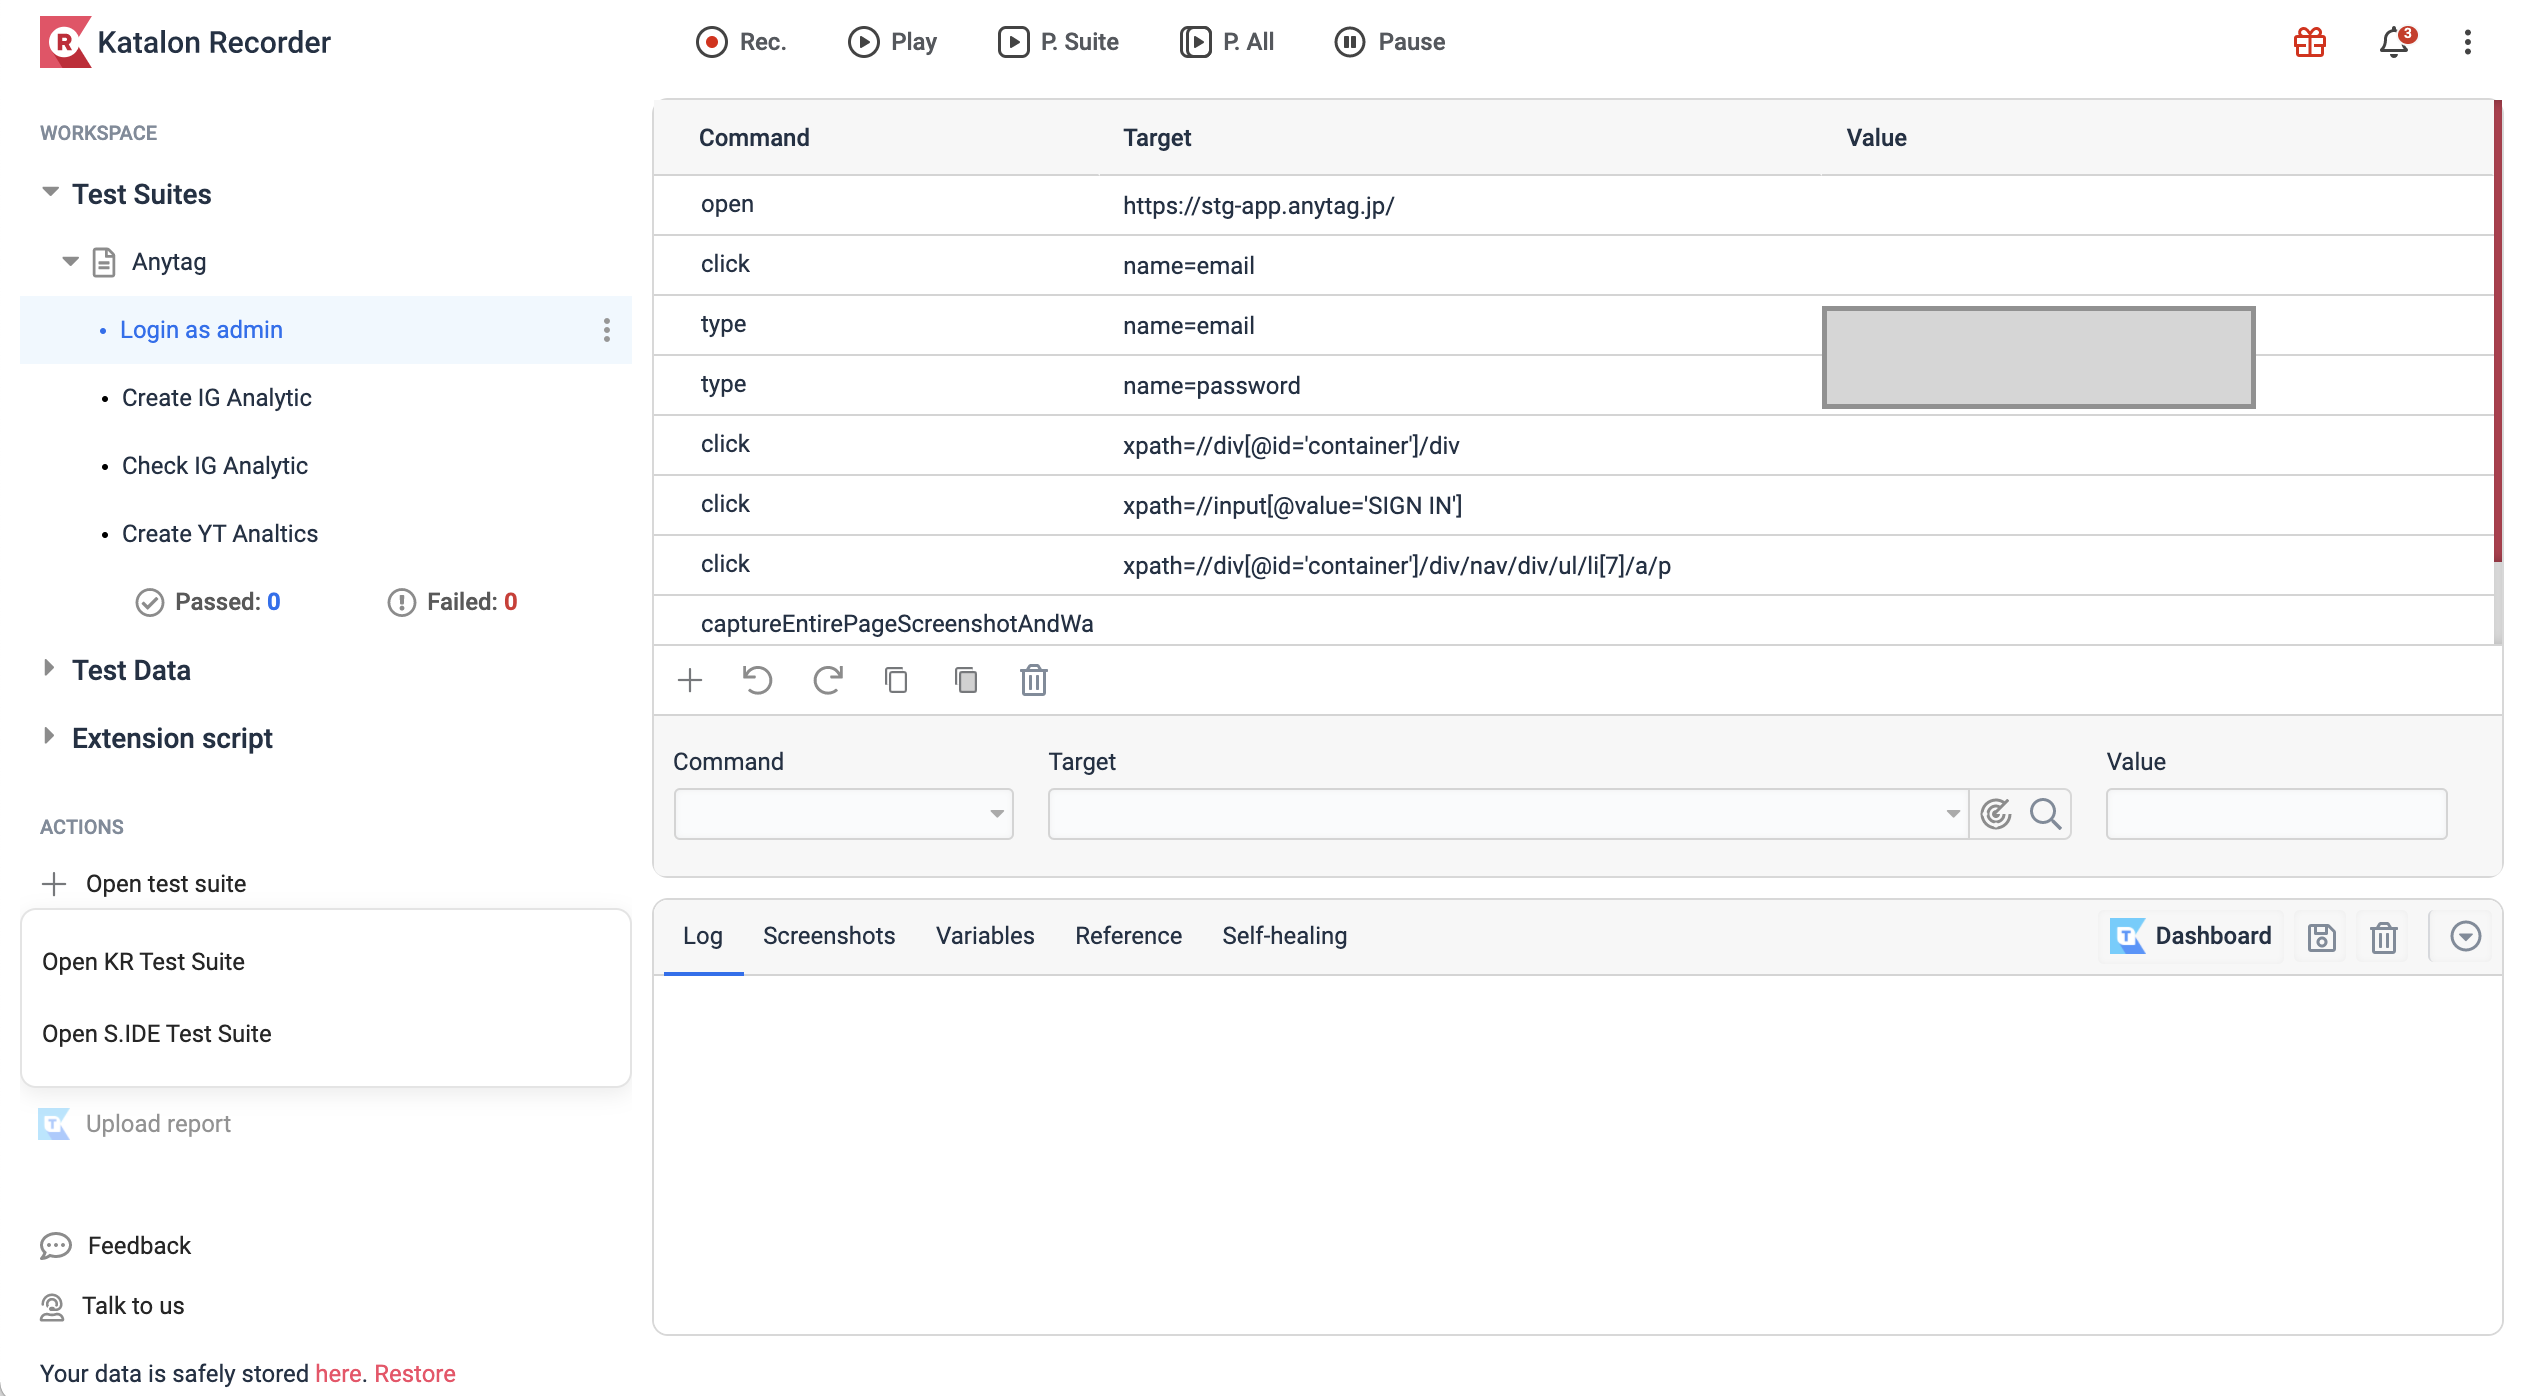 Katalon Recorder
Rec.
Play
P. Suite
P. All
Pause
3
WORKSPACE
Test Suites
Anytag
Login as admin
Create IG Analytic
Check IG Analytic
Create YT Analtics
Passed: 0
Failed: 0
Test Data
Extension script
ACTIONS
Open test suite
Open KR Test Suite
Open S.IDE Test Suite
Upload report
Feedback
Talk to us
Your data is safely stored here. Restore
Command Target Value
open https://stg-app.anytag.jp/
click name=email
type name=email
type name=password
click xpath=//div[@id='container']/div
click xpath=//input[@value='SIGN IN']
click xpath=//div[@id='container']/div/nav/div/ul/li[7]/a/p
captureEntirePageScreenshotAndWa
Command Target Value
Log Screenshots Variables Reference Self-healing
Dashboard